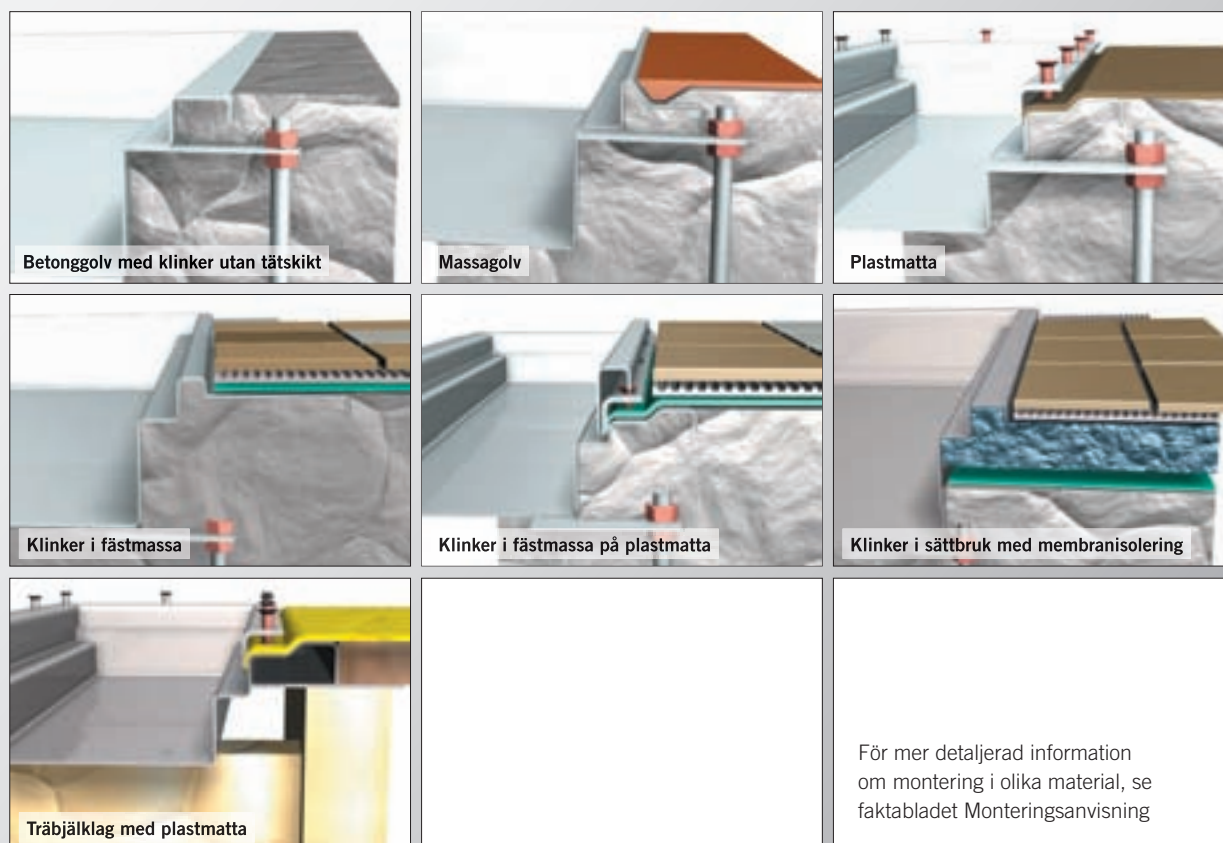 Betonggolv med klinker utan tätskikt
Massagolv
Plastmatta
Klinker i fästmassa
Klinker i fästmassa på plastmatta
Klinker i sättbruk med membranisolering
Träbjälklag med plastmatta
För mer detaljerad information
om montering i olika material, se
faktabladet Monteringsanvisning